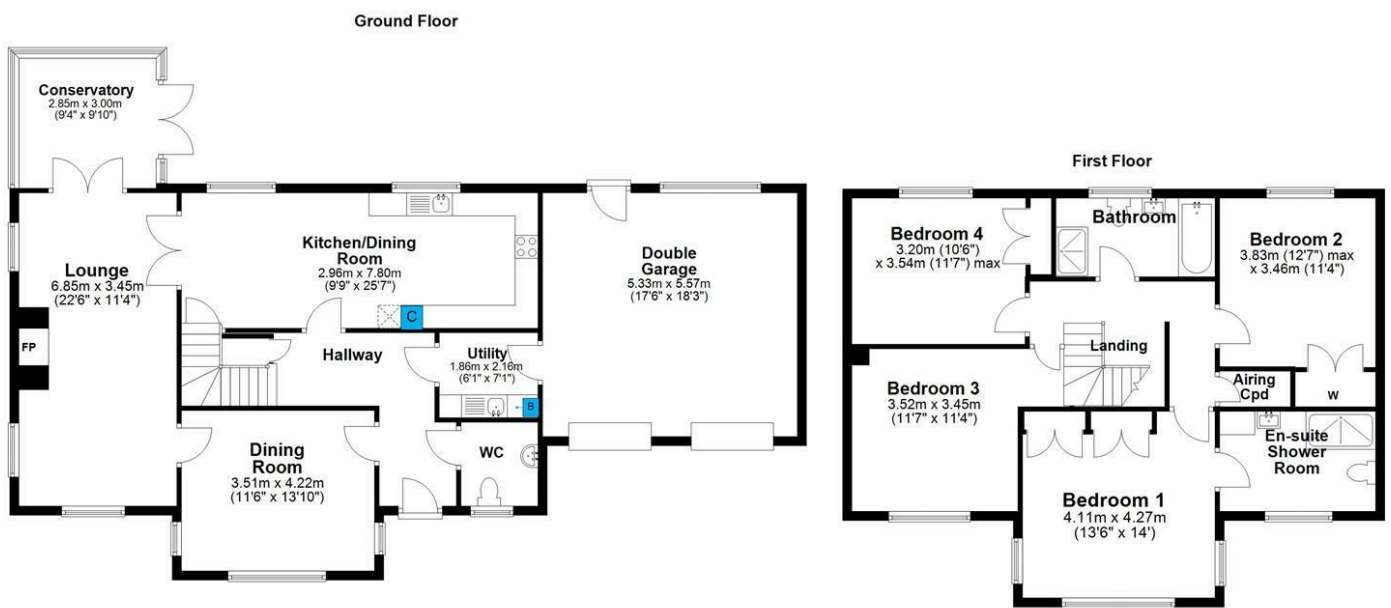 Ground Floor
Conservatory
2.85m x 3.00m
(9'4" x 9'10")
Lounge
6.85m x 3.45m
(22'6" x 11'4")
FP
Kitchen/Dining
Room
2.96m x 7.80m
(9'9" x 25'7")
C
Double
Garage
5.33m x 5.57m
(17'6" x 18'3")
Hallway
Utility
1.86m x 2.16m
(6'1" x 7'1")
B
WC
Dining
Room
3.51m x 4.22m
(11'6" x 13'10")
First Floor
Bedroom 4
3.20m (10'6")
x 3.54m (11'7") max
Bathroom
Bedroom 2
3.83m (12'7") max
x 3.46m (11'4")
Landing
Bedroom 3
3.52m x 3.45m
(11'7" x 11'4")
Airing
Cpd
W
En-suite
Shower
Room
Bedroom 1
4.11m x 4.27m
(13'6" x 14')